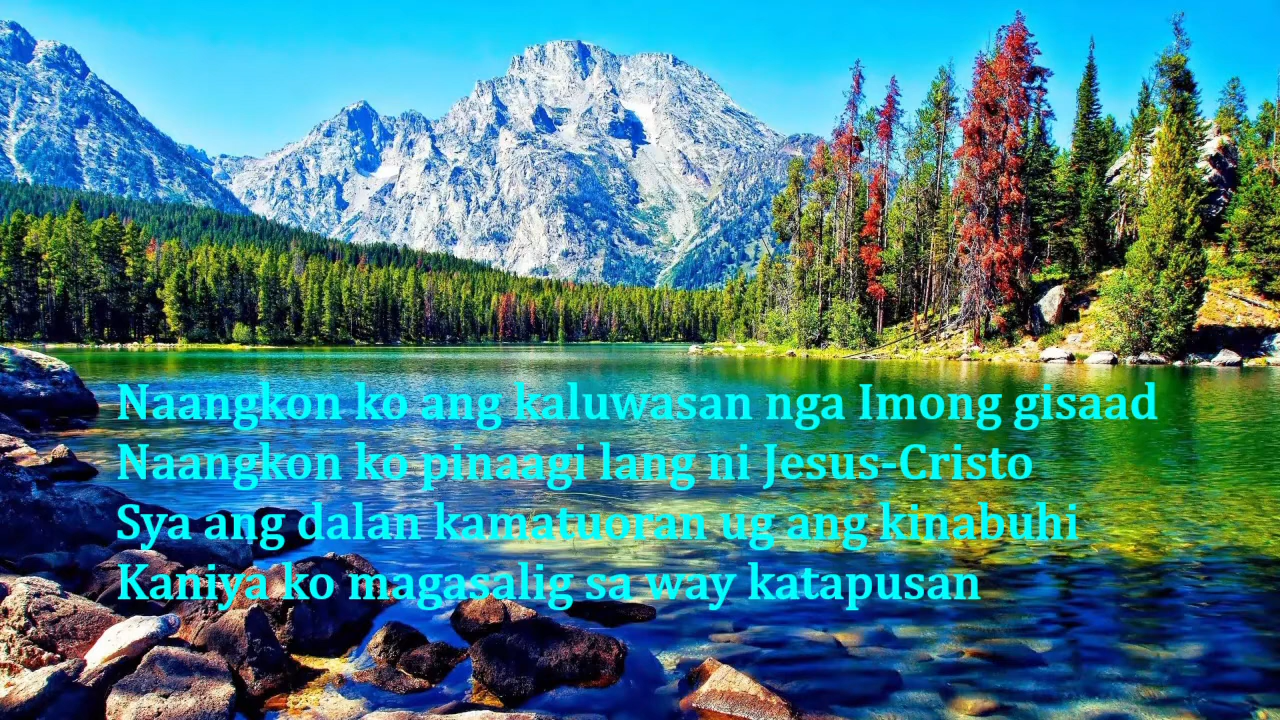 Naangkon ko ang kaluwasan nga Imong gisaad
Naangkon ko pinaagi lang ni Jesus-Cristo
Sya ang dalan kamatuoran ug ang kinabuhi
Kaniya ko magasalig sa way katapusan